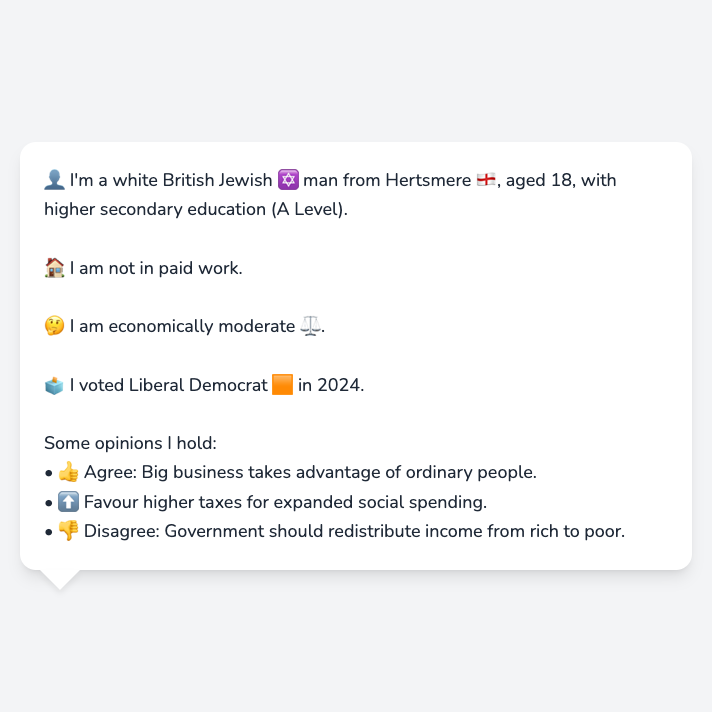 👤 I'm a white British Jewish ✡️ man from Hertsmere 🏴󠁧󠁢󠁥󠁮󠁧󠁿, aged 18, with
higher secondary education (A Level).
🏠 I am not in paid work.
🤔 I am economically moderate ⚖️.
🗳️ I voted Liberal Democrat 🟧 in 2024.
Some opinions I hold:
• 👍 Agree: Big business takes advantage of ordinary people.
• ⬆️ Favour higher taxes for expanded social spending.
• 👎 Disagree: Government should redistribute income from rich to poor.